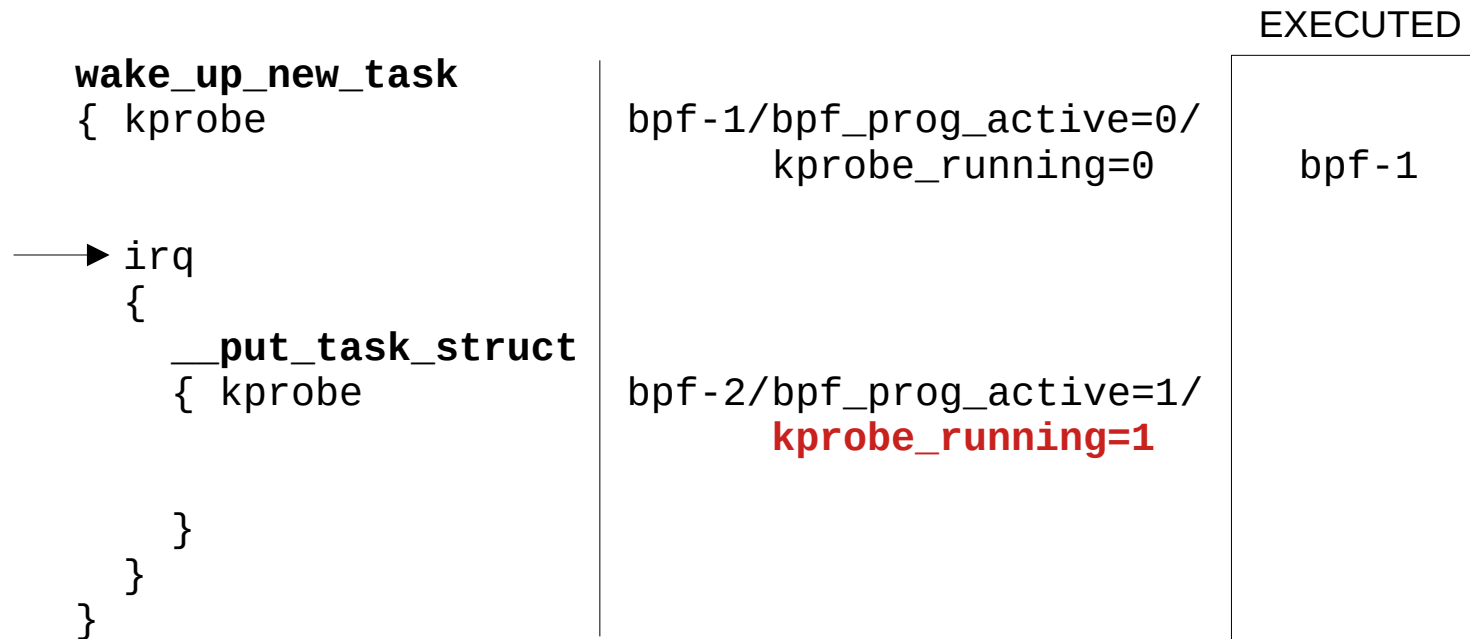 EXECUTED
wake_up_new_task
{ kprobe bpf-1/bpf_prog_active=0/
kprobe_running=0 bpf-1
irq
{
__put_task_struct
{ kprobe bpf-2/bpf_prog_active=1/
kprobe_running=1
}
}
}